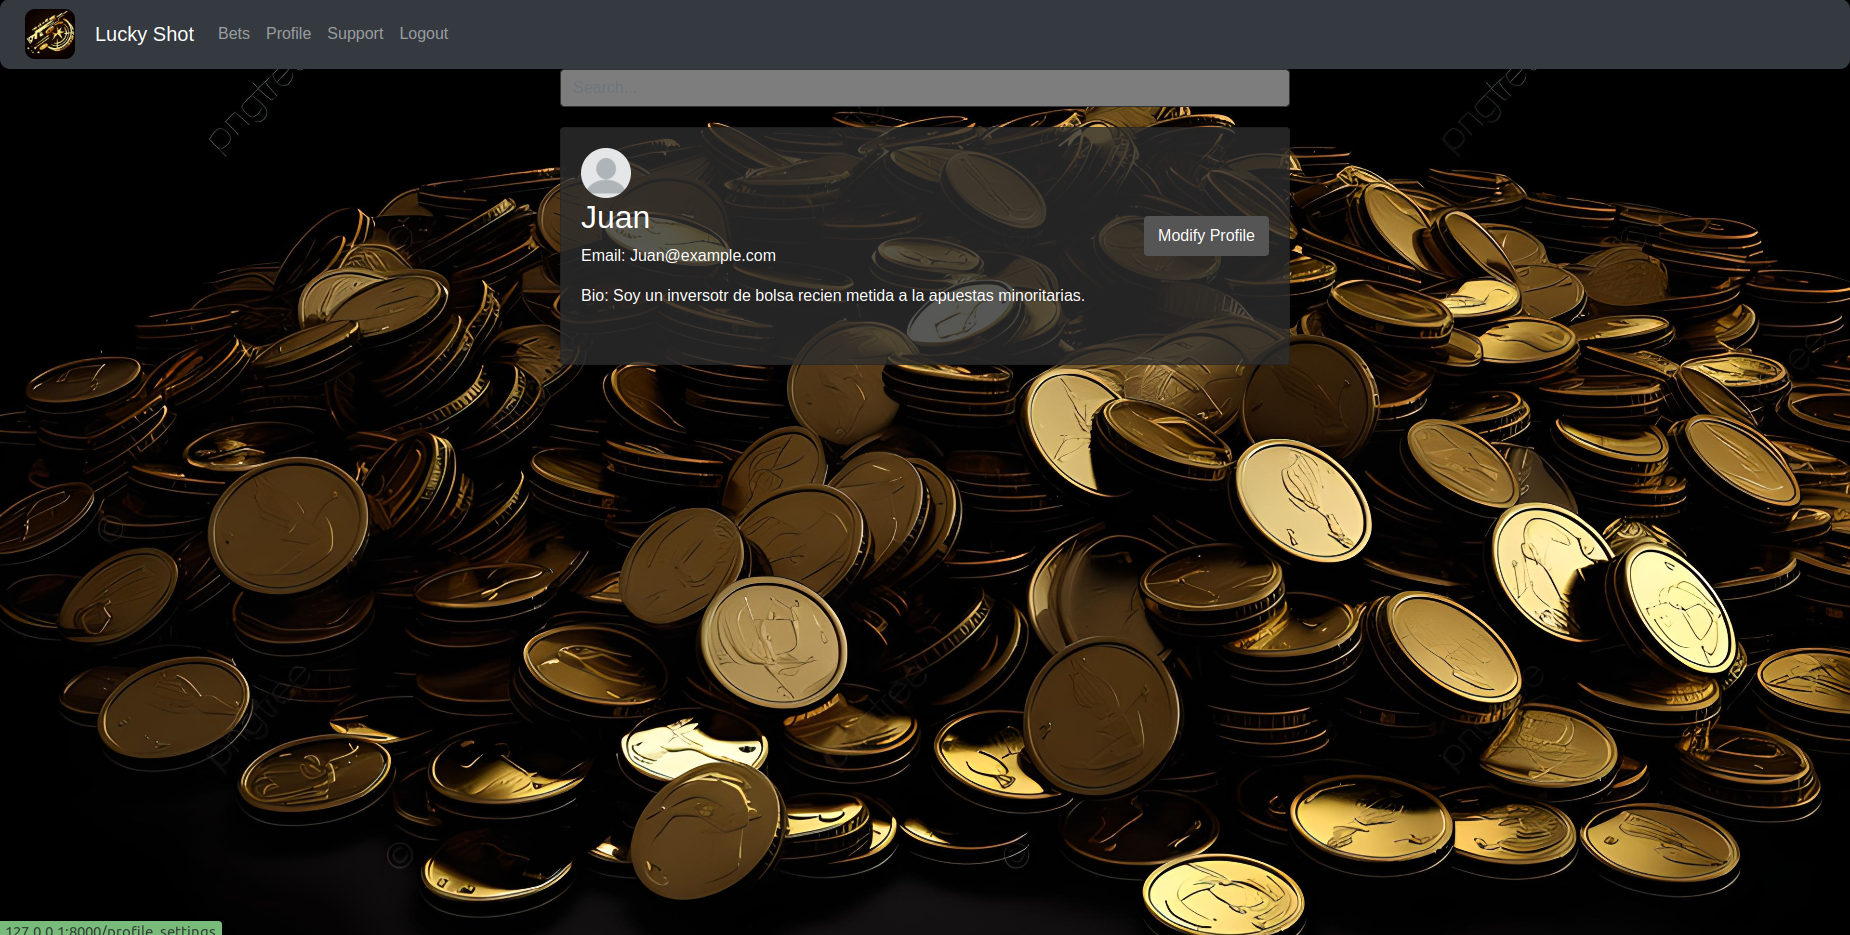 Lucky Shot Bets Profile Support Logout
Search...
Juan
Modify Profile
Email: Juan@example.com
Bio: Soy un inversotr de bolsa recien metida a la apuestas minoritarias.
pngtree
pngtree
pngtree
pngtree
pngtree
127.0.0.1:8000/profile_settings